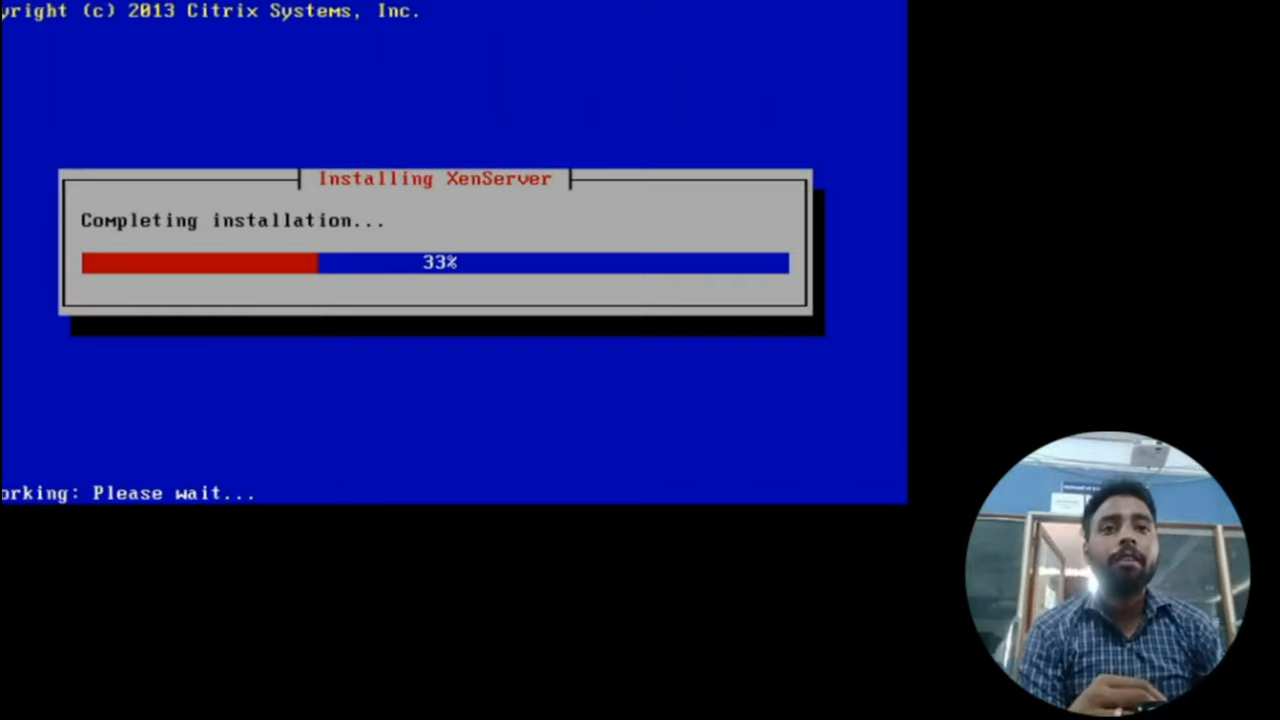 yright (c) 2013 Citrix Systems, Inc.
Installing XenServer
Completing installation...
33%
orking: Please wait...